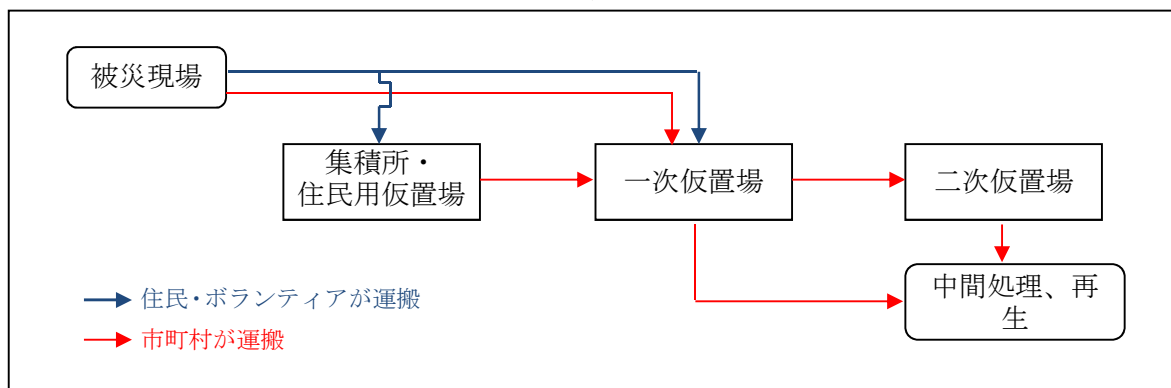 被災現場
集積所・
住民用仮置場
一次仮置場
二次仮置場
中間処理、再
生
住民・ボランティアが運搬
市町村が運搬